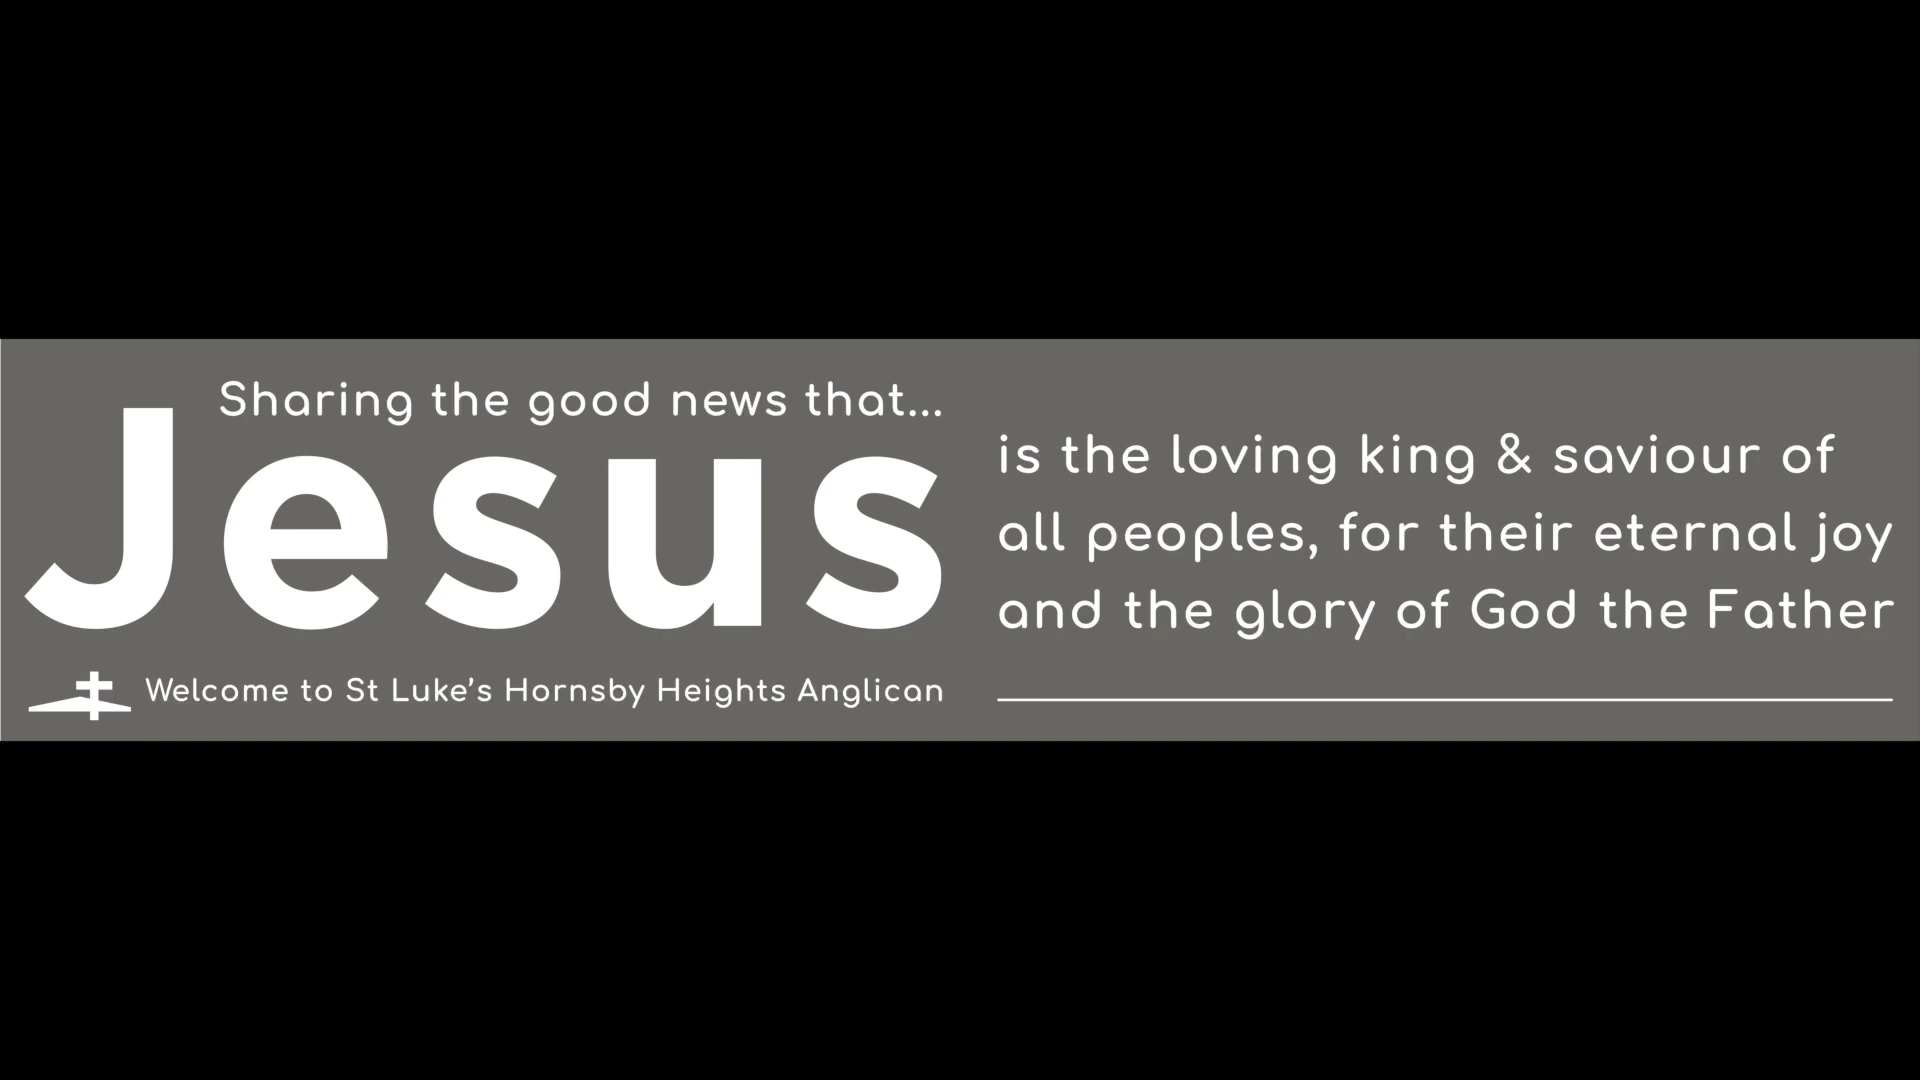 Sharing the good news that...
Jesus
is the loving king & saviour of
all peoples, for their eternal joy
and the glory of God the Father
Welcome to St Luke’s Hornsby Heights Anglican